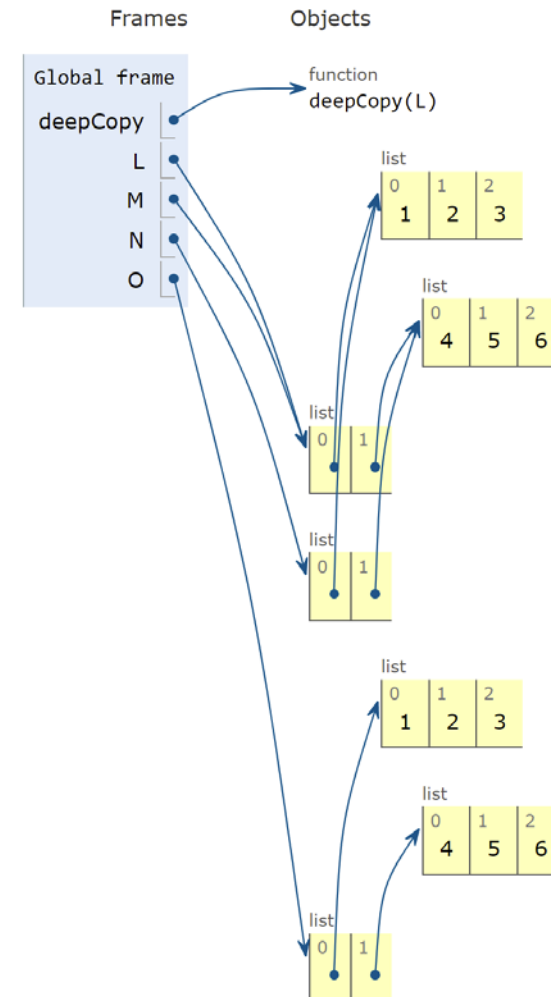 Frames Objects
Global frame
deepCopy
L
M
N
O
function
deepCopy(L)
list
0 1 2
1 2 3
list
0 1 2
4 5 6
list
0 1
list
0 1
list
0 1 2
1 2 3
list
0 1 2
4 5 6
list
0 1